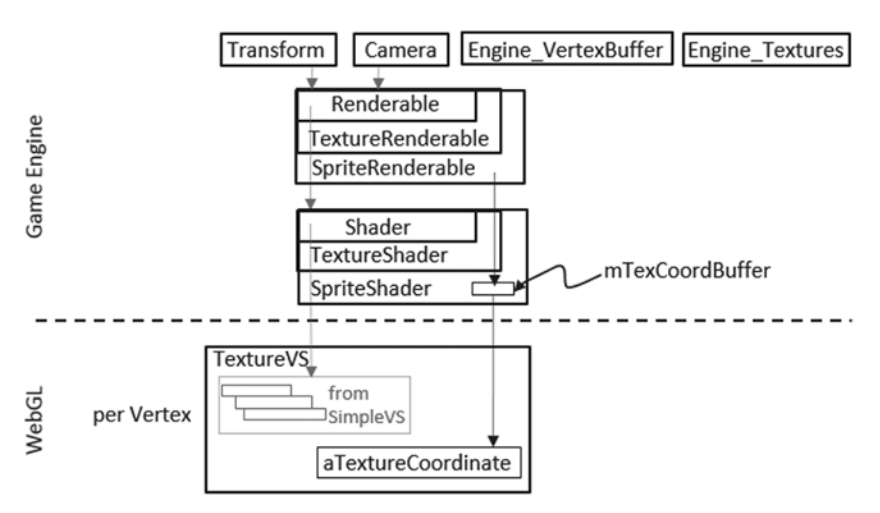 Transform
Camera
Engine_VertexBuffer
Engine_Textures
Game Engine
Renderable
TextureRenderable
SpriteRenderable
Shader
TextureShader
SpriteShader
mTexCoordBuffer
WebGL
per Vertex
TextureVS
from
SimpleVS
aTextureCoordinate